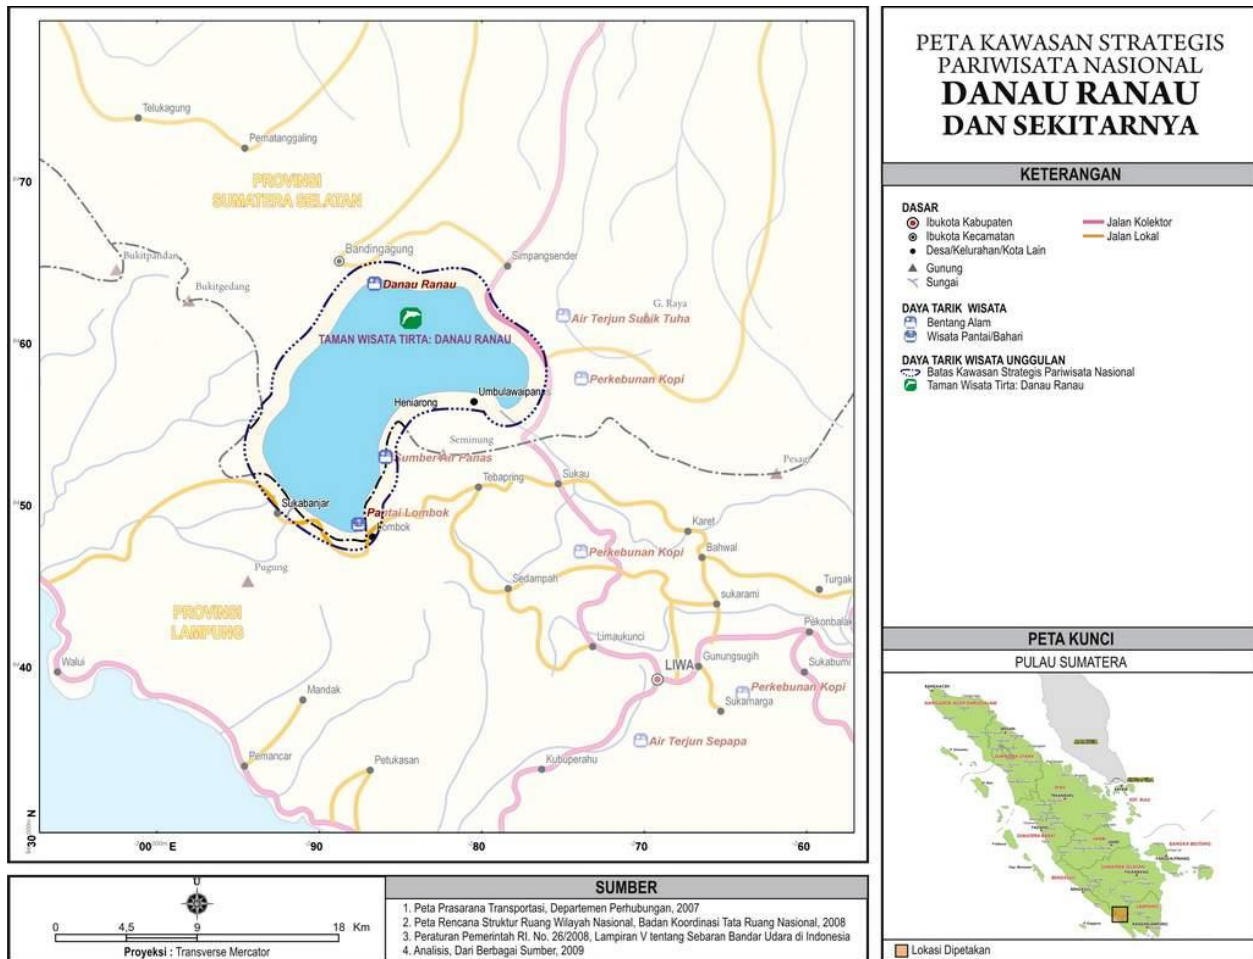 PETA KAWASAN STRATEGIS
PARIWISATA NASIONAL
DANAU RANAU
DAN SEKITARNYA
KETERANGAN
DASAR
Ibukota Kabupaten
Ibukota Kecamatan
Desa/Kelurahan/Kota Lain
Gunung
Sungai
Jalan Kolektor
Jalan Lokal
DAYA TARIK WISATA
Bentang Alam
Wisata Pantai/Bahari
DAYA TARIK WISATA UNGGULAN
Batas Kawasan Strategis Pariwisata Nasional
Taman Wisata Tirta: Danau Ranau
Telukagung
Pematanggaling
70
PROVINSI
SUMATERA SELATAN
Bandingagung
Bukitpandan
Simpangsender
Bukitgedang
Danau Ranau
G. Raya
Air Terjun Subik Tuha
60
TAMAN WISATA TIRTA: DANAU RANAU
Perkebunan Kopi
Umbulawaipanas
Heniarong
Seminung
Sumber Air Panas
Pesagi
Tebapring
Sukau
50
Sukabanjar
Pantai Lombok
Lombok
Karet
Perkebunan Kopi
Bahwal
Pugung
Sedampah
Turgak
sukarami
PROVINSI
LAMPUNG
Pekonbalak
Limaukunci
40
Walui
LIWA
Gunungsugih
Sukabumi
Mandak
Perkebunan Kopi
Sukamarga
Air Terjun Sepapa
Pemancar
Petukasan
Kubuperahu
30
N
00
E
90
80
70
60
PETA KUNCI
PULAU SUMATERA
Lokasi Dipetakan
U
0
4,5
9
18
Km
Proyeksi : Transverse Mercator
SUMBER
1. Peta Prasarana Transportasi, Departemen Perhubungan, 2007
2. Peta Rencana Struktur Ruang Wilayah Nasional, Badan Koordinasi Tata Ruang Nasional, 2008
3. Peraturan Pemerintah RI. No. 26/2008, Lampiran V tentang Sebaran Bandar Udara di Indonesia
4. Analisis, Dari Berbagai Sumber, 2009